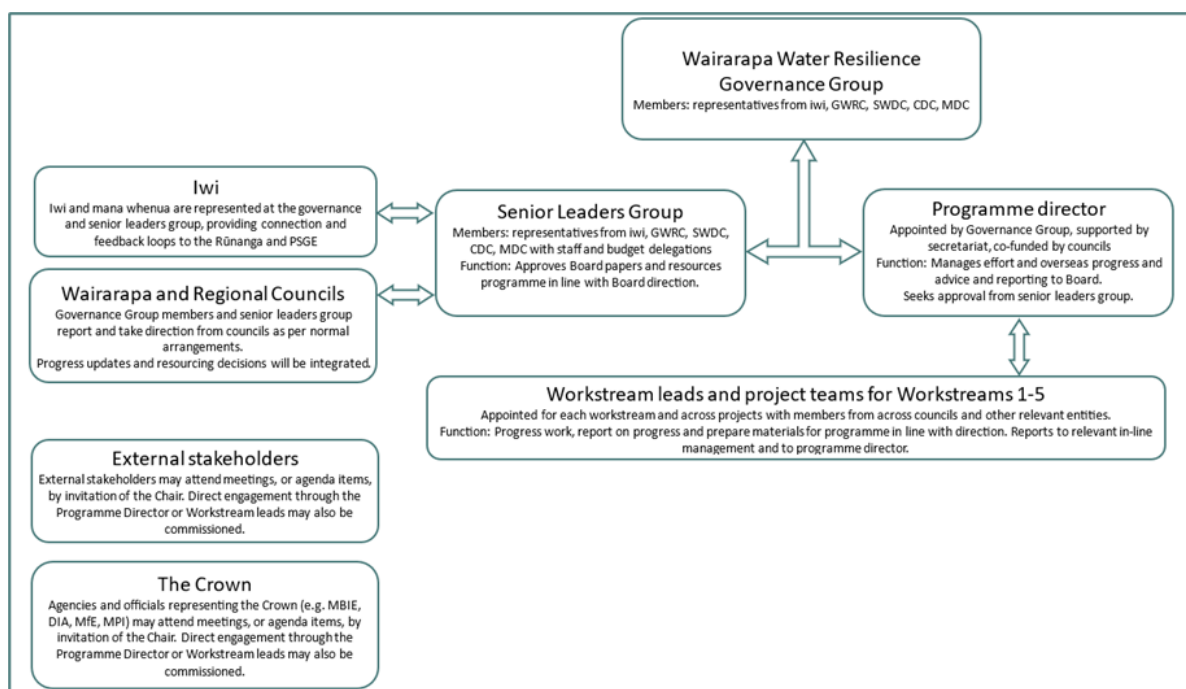 Wairarapa Water Resilience
Governance Group
Members: representatives from iwi, GWRC, SWDC, CDC, MDC
Iwi
Iwi and mana whenua are represented at the governance
and senior leaders group, providing connection and
feedback loops to the Rūnanga and PSGE
Senior Leaders Group
Members: representatives from iwi, GWRC, SWDC,
CDC, MDC with staff and budget delegations
Function: Approves Board papers and resources
programme in line with Board direction.
Programme director
Appointed by Governance Group, supported by
secretariat, co-funded by councils
Function: Manages effort and overseas progress and
advice and reporting to Board.
Seeks approval from senior leaders group.
Wairarapa and Regional Councils
Governance Group members and senior leaders group
report and take direction from councils as per normal
arrangements.
Progress updates and resourcing decisions will be integrated.
Workstream leads and project teams for Workstreams 1-5
Appointed for each workstream and across projects with members from across councils and other relevant entities.
Function: Progress work, report on progress and prepare materials for programme in line with direction. Reports to relevant in-line
management and to programme director.
External stakeholders
External stakeholders may attend meetings, or agenda items,
by invitation of the Chair. Direct engagement through the
Programme Director or Workstream leads may also be
commissioned.
The Crown
Agencies and officials representing the Crown (e.g. MBIE,
DIA, MfE, MPI) may attend meetings, or agenda items, by
invitation of the Chair. Direct engagement through the
Programme Director or Workstream leads may also be
commissioned.